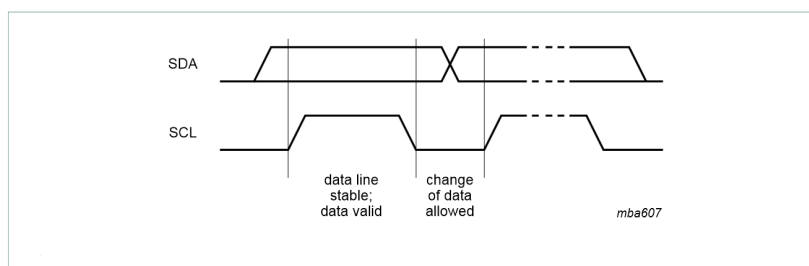 SDA
SCL
data line
stable;
data valid
change
of data
allowed
mba607